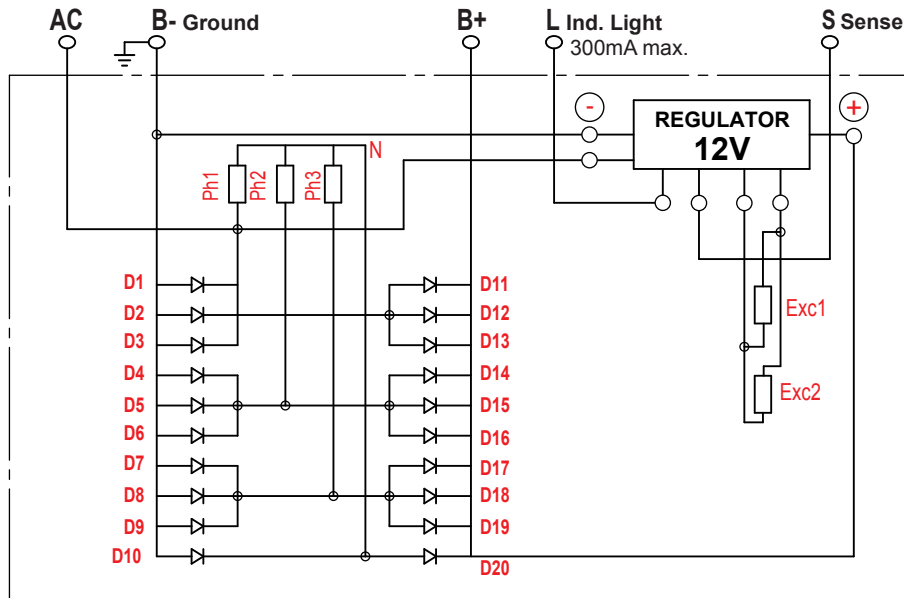 AC
B- Ground
B+
L Ind. Light
300mA max.
S Sense
-
+
REGULATOR
12V
N
Ph1
Ph2
Ph3
D1
D11
D2
D12
D3
D13
Exc1
D4
D14
D5
D15
Exc2
D6
D16
D7
D17
D8
D18
D9
D19
D10
D20